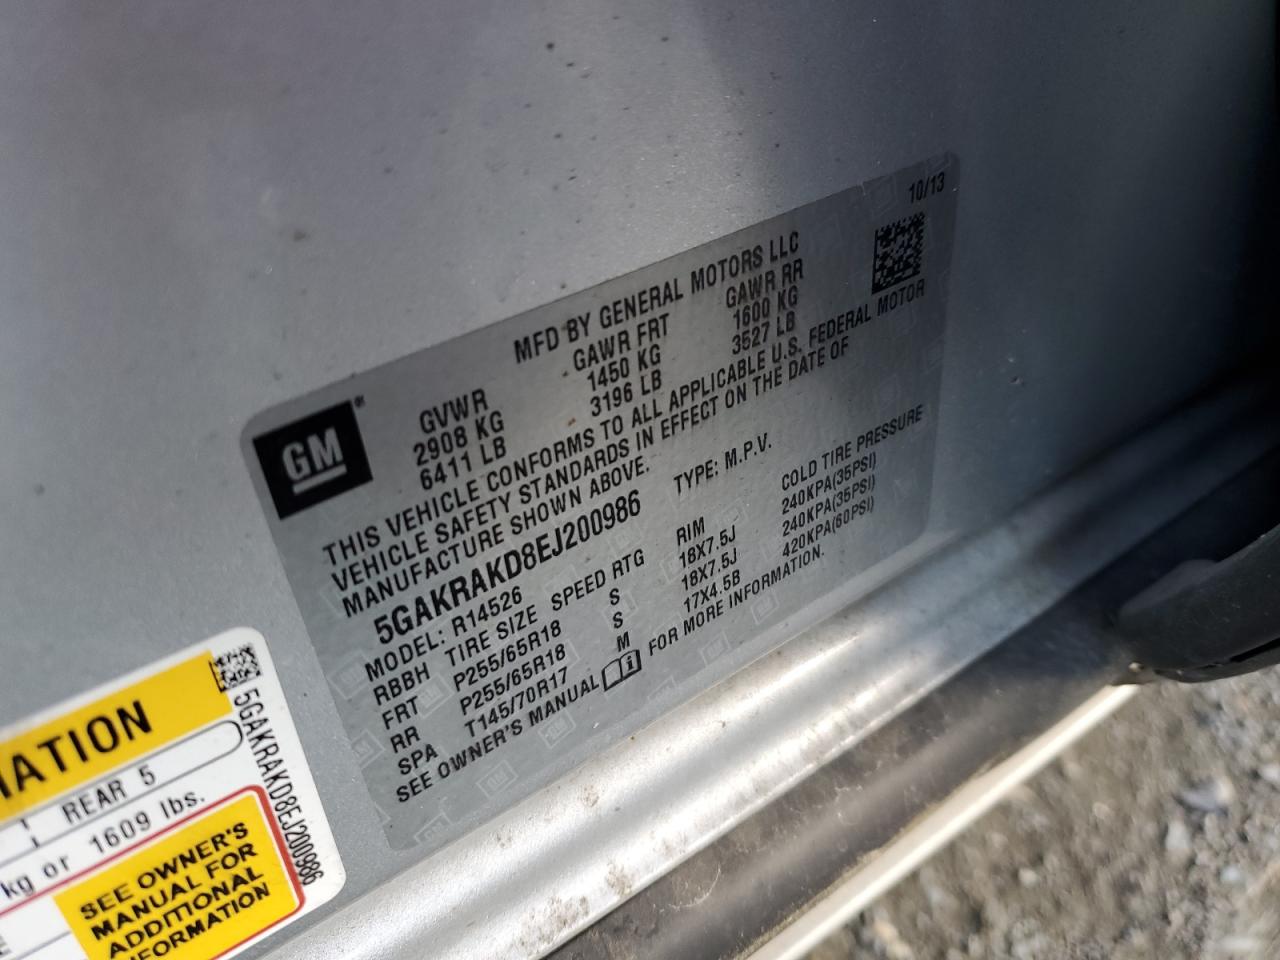 10/13
MFD BY GENERAL MOTORS LLC
GM®
GVWR GAWR FRT GAWR RR
2908 KG 1450 KG 1600 KG
6411 LB 3196 LB 3527 LB
THIS VEHICLE CONFORMS TO ALL APPLICABLE U.S. FEDERAL MOTOR
VEHICLE SAFETY STANDARDS IN EFFECT ON THE DATE OF
MANUFACTURE SHOWN ABOVE.
5GAKRAKD8EJ200986 TYPE: M.P.V.
MODEL: R14526
RBBH TIRE SIZE SPEED RTG RIM COLD TIRE PRESSURE
FRT P255/65R18 S 18X7.5J 240KPA(35PSI)
RR P255/65R18 S 18X7.5J 240KPA(35PSI)
SPA T145/70R17 M 17X4.5B 420KPA(60PSI)
SEE OWNER'S MANUAL FOR MORE INFORMATION.
MATION
REAR 5
kg or 1609 lbs.
5GAKRAKD8EJ200986
SEE OWNER'S
MANUAL FOR
ADDITIONAL
INFORMATION